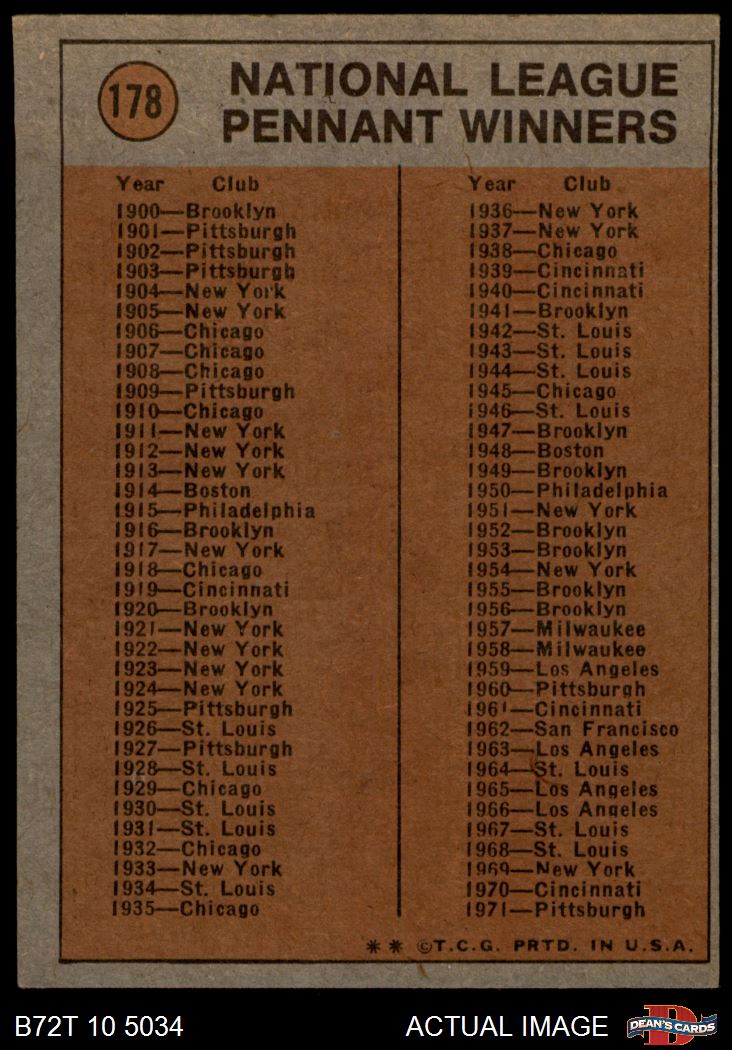 178
NATIONAL LEAGUE
PENNANT WINNERS
Year Club
1900—Brooklyn
1901—Pittsburgh
1902—Pittsburgh
1903—Pittsburgh
1904—New York
1905—New York
1906—Chicago
1907—Chicago
1908—Chicago
1909—Pittsburgh
1910—Chicago
1911—New York
1912—New York
1913—New York
1914—Boston
1915—Philadelphia
1916—Brooklyn
1917—New York
1918—Chicago
1919—Cincinnati
1920—Brooklyn
1921—New York
1922—New York
1923—New York
1924—New York
1925—Pittsburgh
1926—St. Louis
1927—Pittsburgh
1928—St. Louis
1929—Chicago
1930—St. Louis
1931—St. Louis
1932—Chicago
1933—New York
1934—St. Louis
1935—Chicago
Year Club
1936—New York
1937—New York
1938—Chicago
1939—Cincinnati
1940—Cincinnati
1941—Brooklyn
1942—St. Louis
1943—St. Louis
1944—St. Louis
1945—Chicago
1946—St. Louis
1947—Brooklyn
1948—Boston
1949—Brooklyn
1950—Philadelphia
1951—New York
1952—Brooklyn
1953—Brooklyn
1954—New York
1955—Brooklyn
1956—Brooklyn
1957—Milwaukee
1958—Milwaukee
1959—Los Angeles
1960—Pittsburgh
1961—Cincinnati
1962—San Francisco
1963—Los Angeles
1964—St. Louis
1965—Los Angeles
1966—Los Angeles
1967—St. Louis
1968—St. Louis
1969—New York
1970—Cincinnati
1971—Pittsburgh
** ©T.C.G. PRTD. IN U.S.A.
B72T 10 5034
ACTUAL IMAGE
D
DEAN'S CARDS